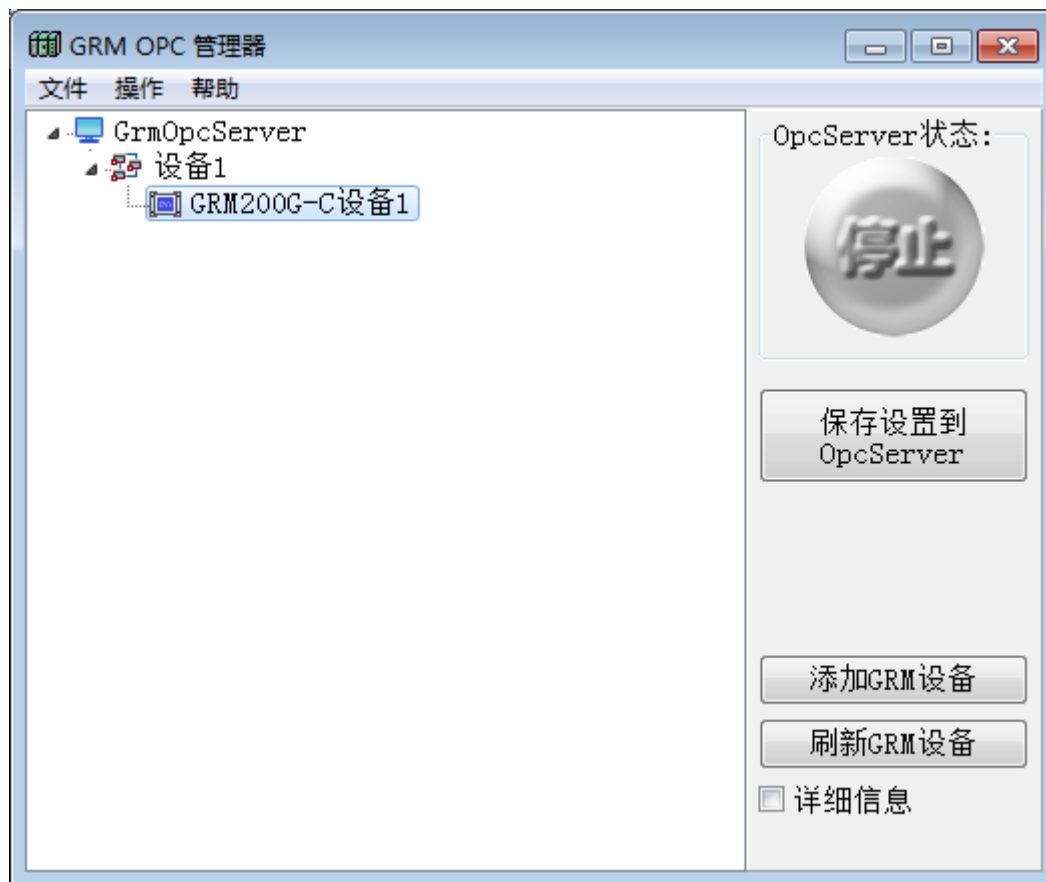 GRM OPC 管理器
文件 操作 帮助
GrmOpcServer
设备1
GRM200G-C设备1
OpcServer状态:
停止
保存设置到
OpcServer
添加GRM设备
刷新GRM设备
详细信息